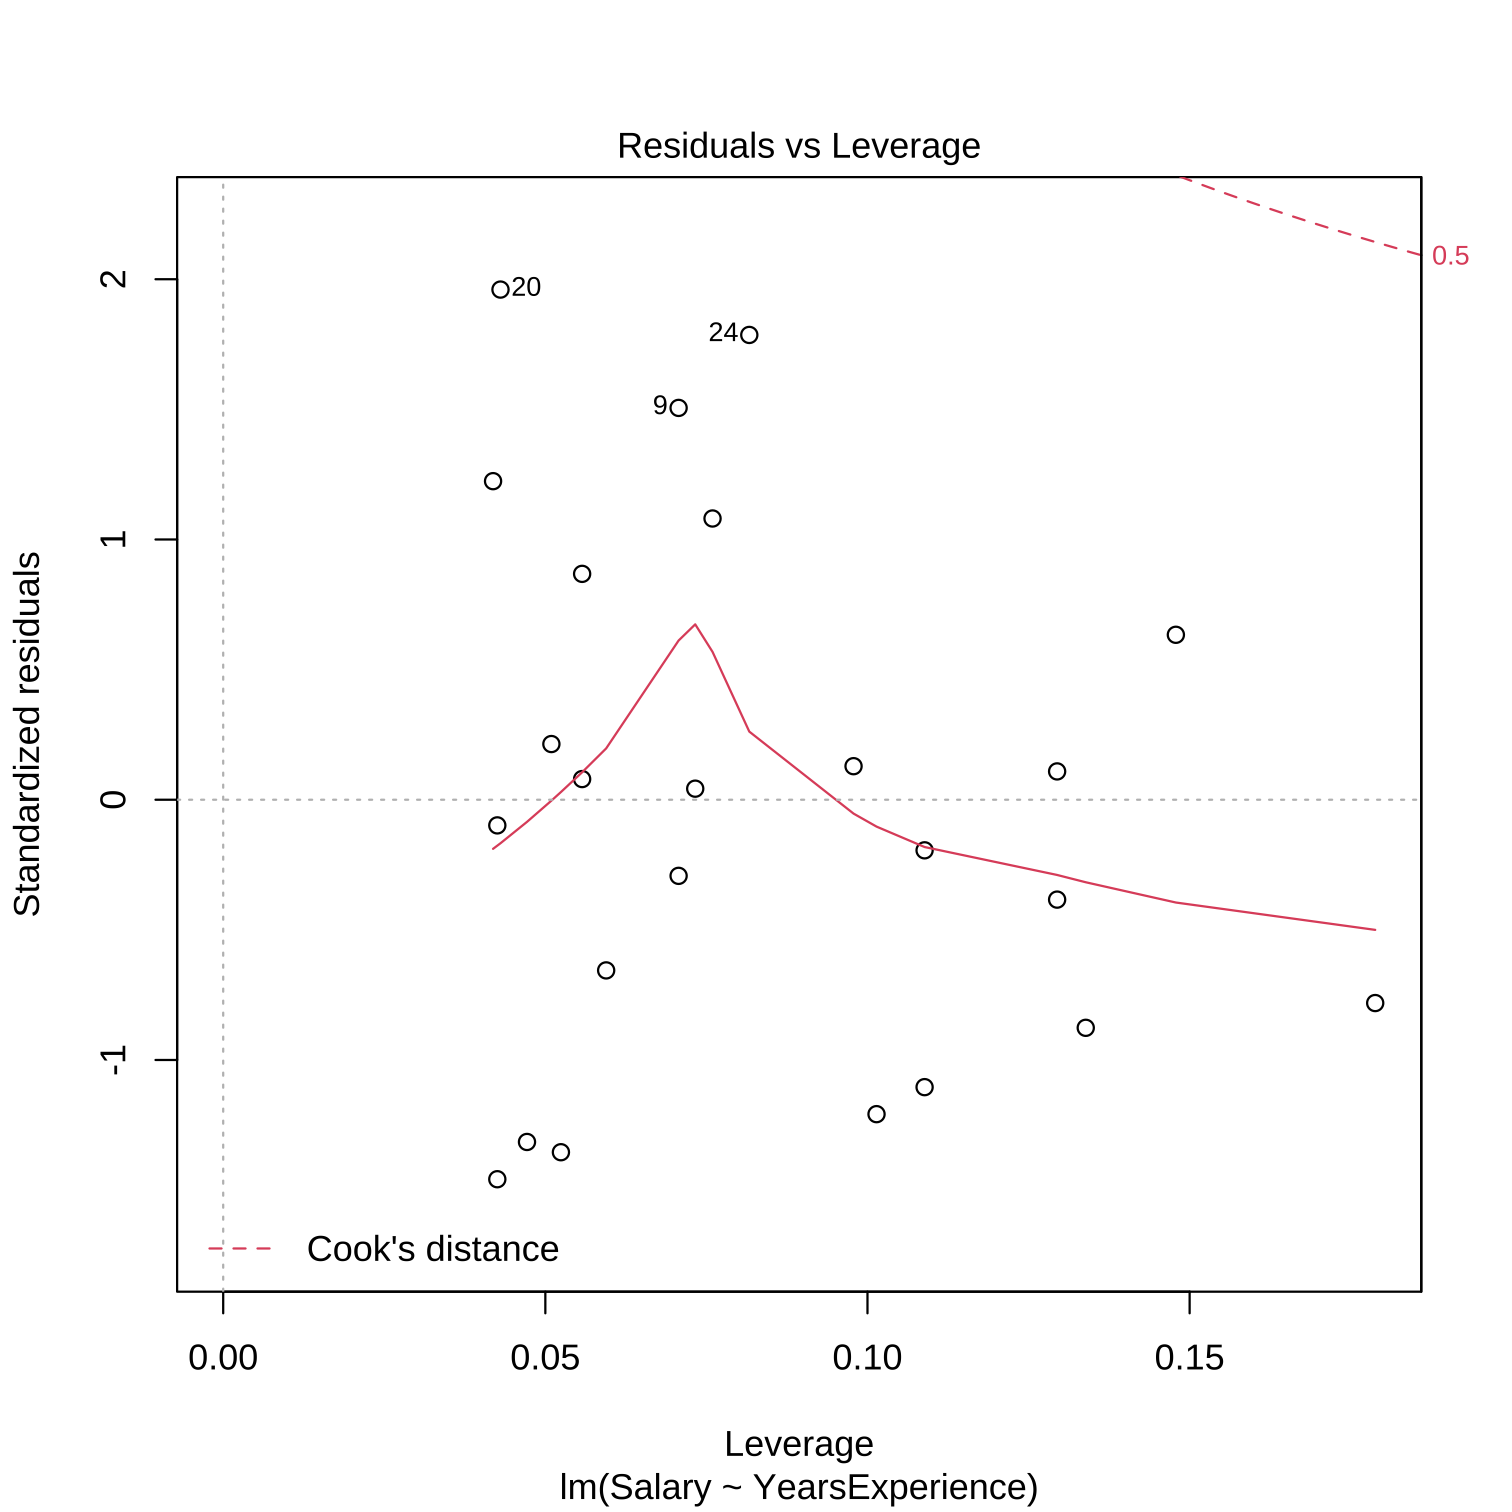 Residuals vs Leverage
0.5
2
20
24
9
1
0
-1
Standardized residuals
Cook's distance
0.00 0.05 0.10 0.15
Leverage
lm(Salary ~ YearsExperience)